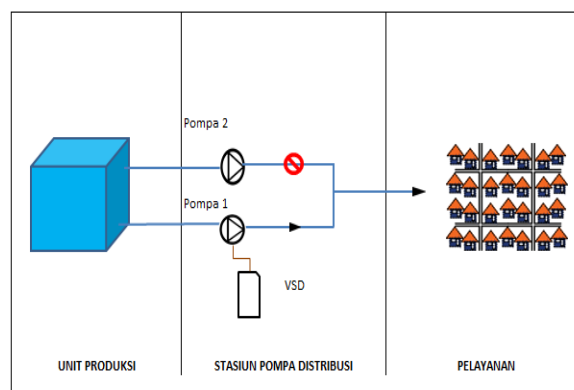 Pompa 2
Pompa 1
VSD
UNIT PRODUKSI
STASIUN POMPA DISTRIBUSI
PELAYANAN